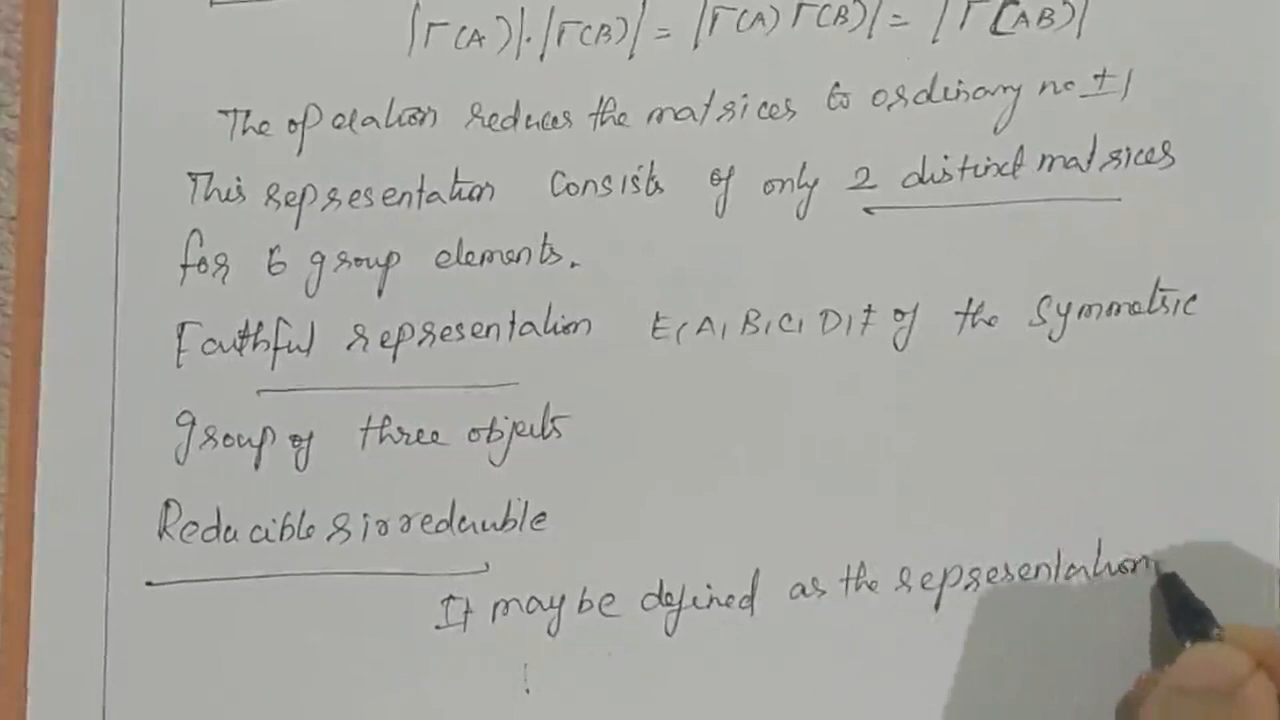 |Γ(A)|.|Γ(B)| = |Γ(A) Γ(B)| = |Γ(AB)|
The operation reduces the matrices to ordinary no ±1
This representation consists of only 2 distinct matrices
for 6 group elements.
Faithful representation E, A, B, C, D, F of the Symmetric
group of three objects
Reducible & irreducible
It may be defined as the representation